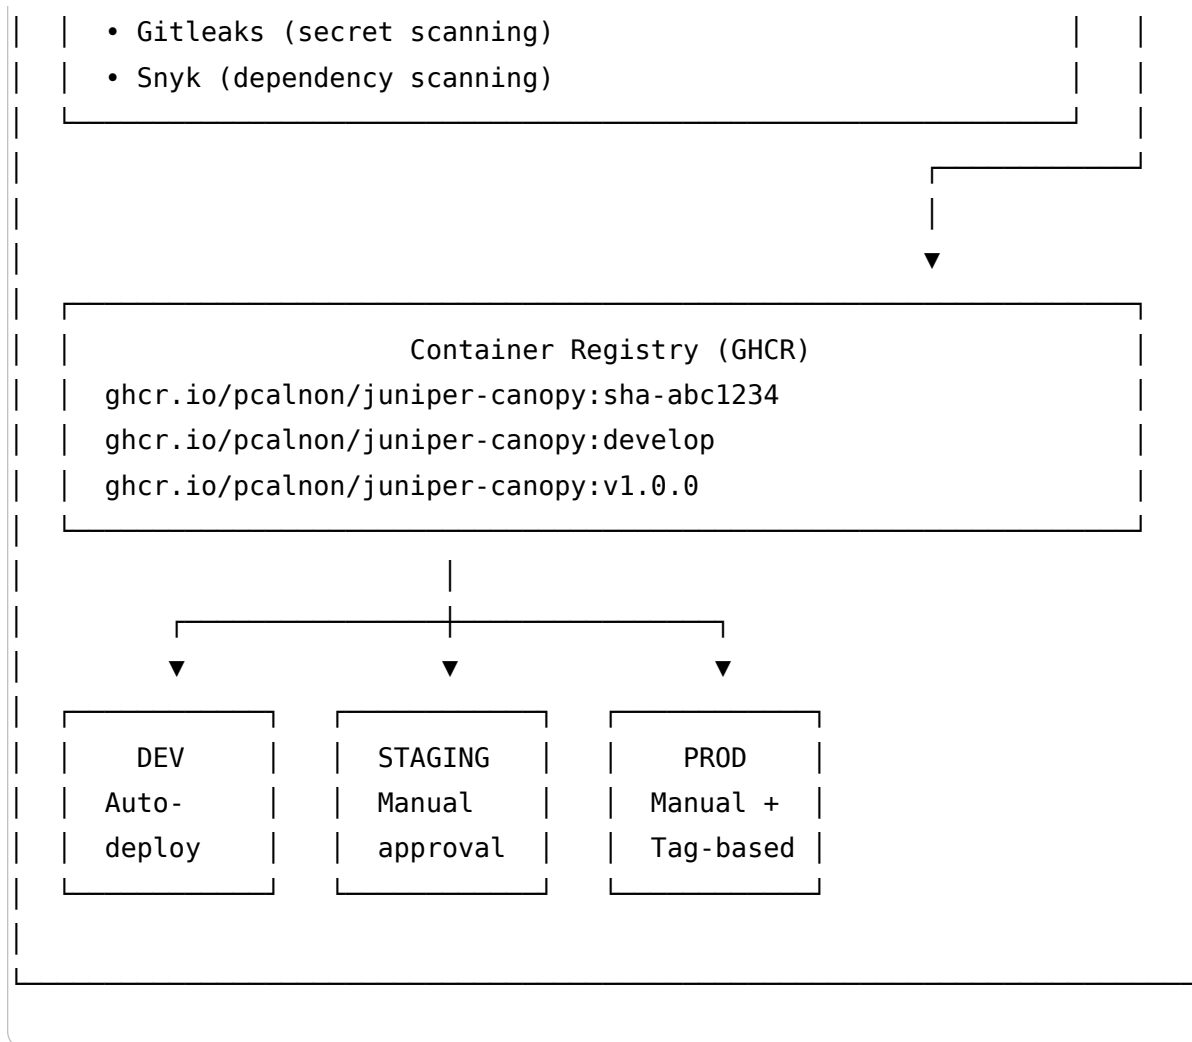 • Gitleaks (secret scanning)
• Snyk (dependency scanning)
Container Registry (GHCR)
ghcr.io/pcalnon/juniper-canopy:sha-abc1234
ghcr.io/pcalnon/juniper-canopy:develop
ghcr.io/pcalnon/juniper-canopy:v1.0.0
DEV STAGING PROD
Auto- Manual Manual +
deploy approval Tag-based